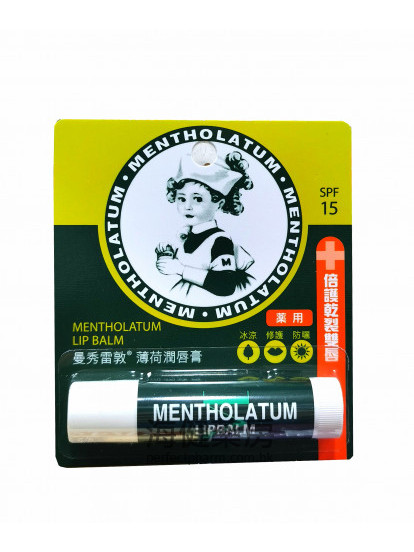 MENTHOLATUM • MENTHOLATUM • MENTHOLATUM •
M
SPF
15
倍護乾裂雙唇
藥用
冰涼 修護 防曬
MENTHOLATUM
LIP BALM
曼秀雷敦® 薄荷潤唇膏
MENTHOLATUM
LIPBALM